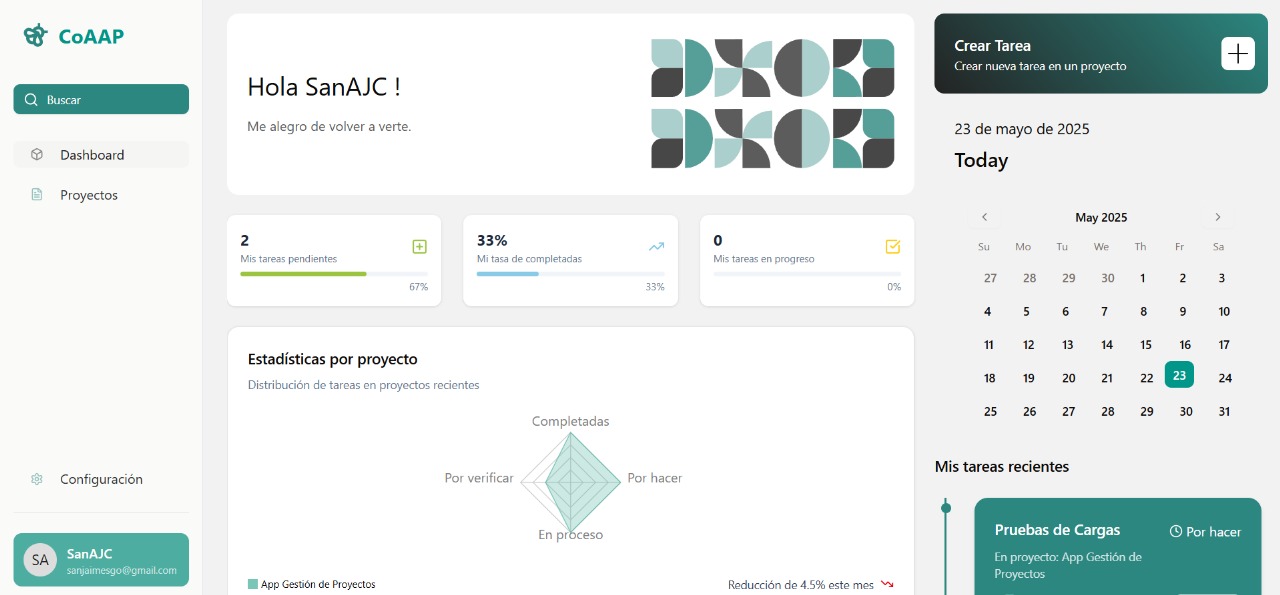 CoAAP
Buscar
Dashboard
Proyectos
Configuración
SA
SanAJC
sanjaimesgo@gmail.com
Hola SanAJC !
Me alegro de volver a verte.
2
Mis tareas pendientes
67%
33%
Mi tasa de completadas
33%
0
Mis tareas en progreso
0%
Estadísticas por proyecto
Distribución de tareas en proyectos recientes
Completadas
Por verificar
Por hacer
En proceso
App Gestión de Proyectos
Reducción de 4.5% este mes
Crear Tarea
Crear nueva tarea en un proyecto
23 de mayo de 2025
Today
May 2025
Su Mo Tu We Th Fr Sa
27 28 29 30 1 2 3
4 5 6 7 8 9 10
11 12 13 14 15 16 17
18 19 20 21 22 23 24
25 26 27 28 29 30 31
Mis tareas recientes
Pruebas de Cargas
Por hacer
En proyecto: App Gestión de
Proyectos